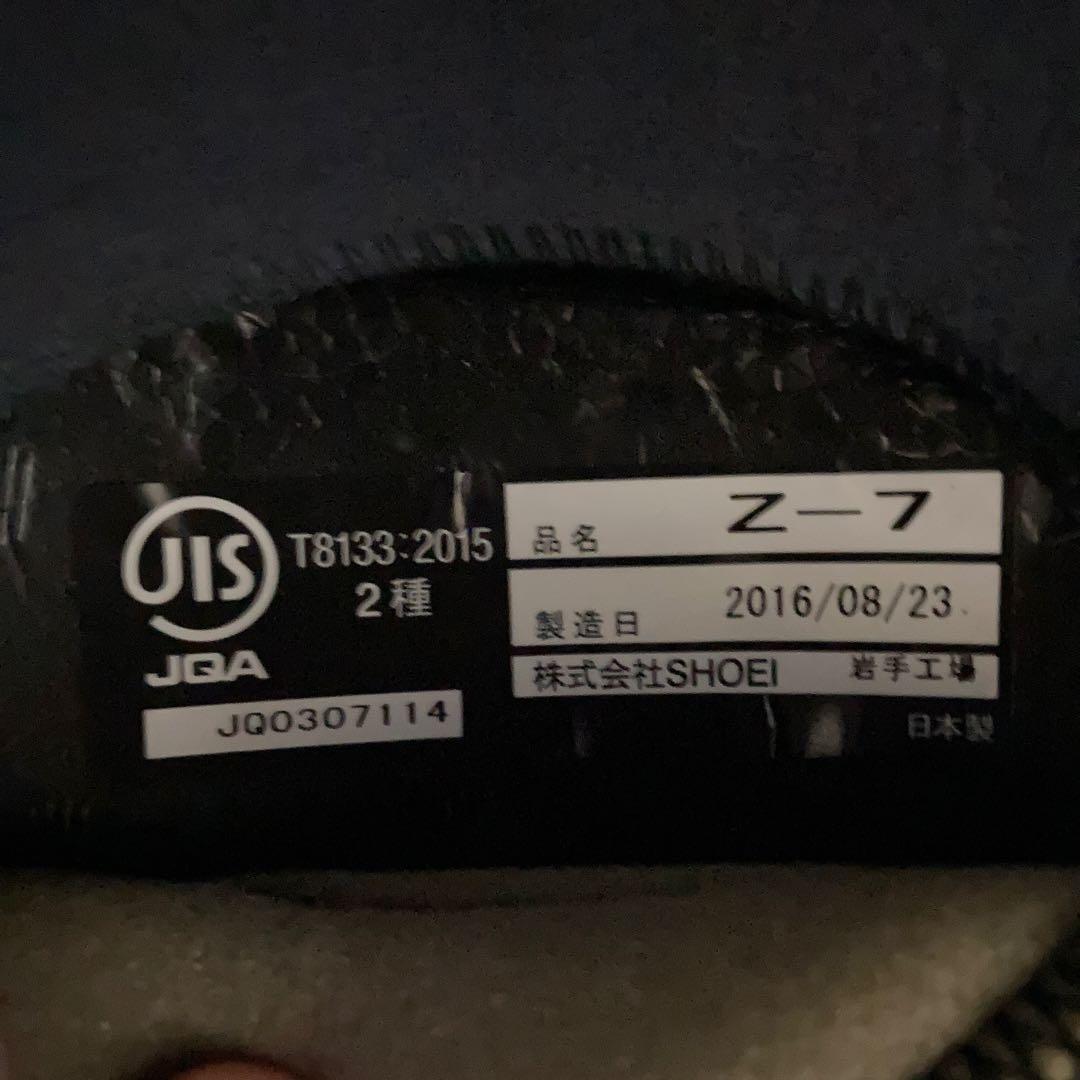 JIS
T8133:2015
2種
JQA
JQ0307114
品名 Z-7
製造日 2016/08/23
株式会社SHOEI 岩手工場
日本製